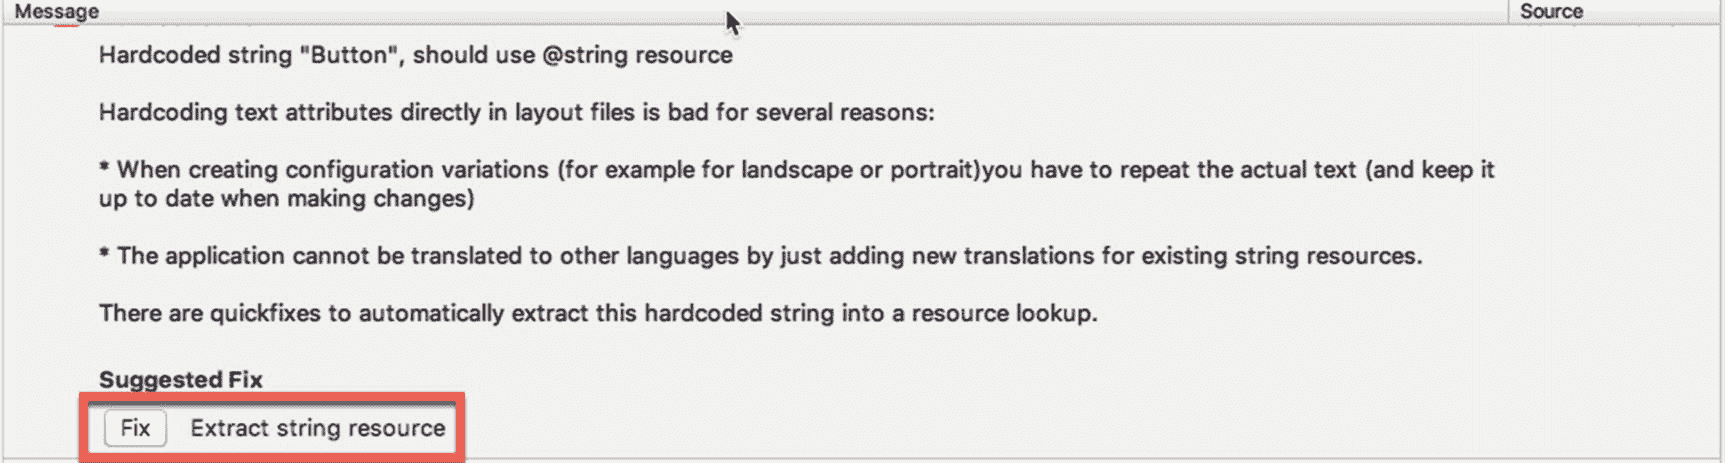 Message Source
Hardcoded string "Button", should use @string resource
Hardcoding text attributes directly in layout files is bad for several reasons:
* When creating configuration variations (for example for landscape or portrait)you have to repeat the actual text (and keep it
up to date when making changes)
* The application cannot be translated to other languages by just adding new translations for existing string resources.
There are quickfixes to automatically extract this hardcoded string into a resource lookup.
Suggested Fix
Fix Extract string resource